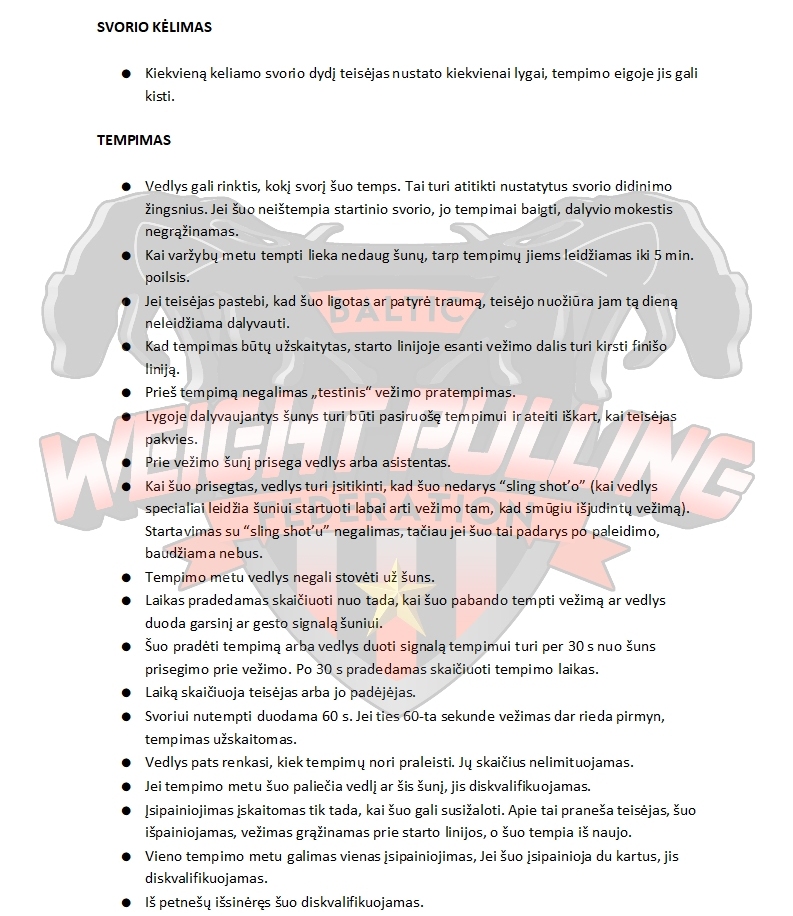 SVORIO KĖLIMAS
● Kiekvieną keliamo svorio dydį teisėjas nustato kiekvienai lygai, tempimo eigoje jis gali
kisti.
TEMPIMAS
● Vedlys gali rinktis, kokį svorį šuo temps. Tai turi atitikti nustatytus svorio didinimo
žingsnius. Jei šuo neištempia startinio svorio, jo tempimai baigti, dalyvio mokestis
negrąžinamas.
● Kai varžybų metu tempti lieka nedaug šunų, tarp tempimų jiems leidžiamas iki 5 min.
poilsis.
● Jei teisėjas pastebi, kad šuo ligotas ar patyrė traumą, teisėjo nuožiūra jam tą dieną
neleidžiama dalyvauti.
● Kad tempimas būtų užskaitytas, starto linijoje esanti vežimo dalis turi kirsti finišo
liniją.
● Prieš tempimą negalimas „testinis“ vežimo pratempimas.
● Lygoje dalyvaujantys šunys turi būti pasiruošę tempimui ir ateiti iškart, kai teisėjas
pakvies.
● Prie vežimo šunį prisega vedlys arba asistentas.
● Kai šuo prisegtas, vedlys turi įsitikinti, kad šuo nedarys “sling shot’o” (kai vedlys
specialiai leidžia šuniui startuoti labai arti vežimo tam, kad smūgiu išjudintų vežimą).
Startavimas su “sling shot’u” negalimas, tačiau jei šuo tai padarys po paleidimo,
baudžiama nebus.
● Tempimo metu vedlys negali stovėti už šuns.
● Laikas pradedamas skaičiuoti nuo tada, kai šuo pabando tempti vežimą ar vedlys
duoda garsinį ar gesto signalą šuniui.
● Šuo pradėti tempimą arba vedlys duoti signalą tempimui turi per 30 s nuo šuns
prisegimo prie vežimo. Po 30 s pradedamas skaičiuoti tempimo laikas.
● Laiką skaičiuoja teisėjas arba jo padėjėjas.
● Svoriui nutempti duodama 60 s. Jei ties 60-ta sekunde vežimas dar rieda pirmyn,
tempimas užskaitomas.
● Vedlys pats renkasi, kiek tempimų nori praleisti. Jų skaičius nelimituojamas.
● Jei tempimo metu šuo paliečia vedlį ar šis šunį, jis diskvalifikuojamas.
● Įsipainiojimas įskaitomas tik tada, kai šuo gali susižaloti. Apie tai praneša teisėjas, šuo
išpainiojamas, vežimas grąžinamas prie starto linijos, o šuo tempia iš naujo.
● Vieno tempimo metu galimas vienas įsipainiojimas, Jei šuo įsipainioja du kartus, jis
diskvalifikuojamas.
● Iš petnešų išsinėręs šuo diskvalifikuojamas.
BALTIC
WEIGHT PULLING
FEDERATION